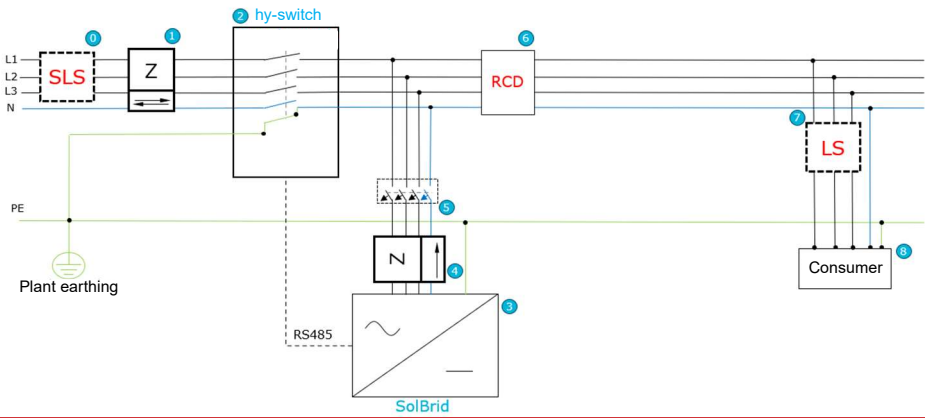 2 hy-switch
0
1
6
L1
L2
L3
N
SLS
Z
RCD
7
LS
PE
5
Z
4
8
Consumer
Plant earthing
3
RS485
SolBrid